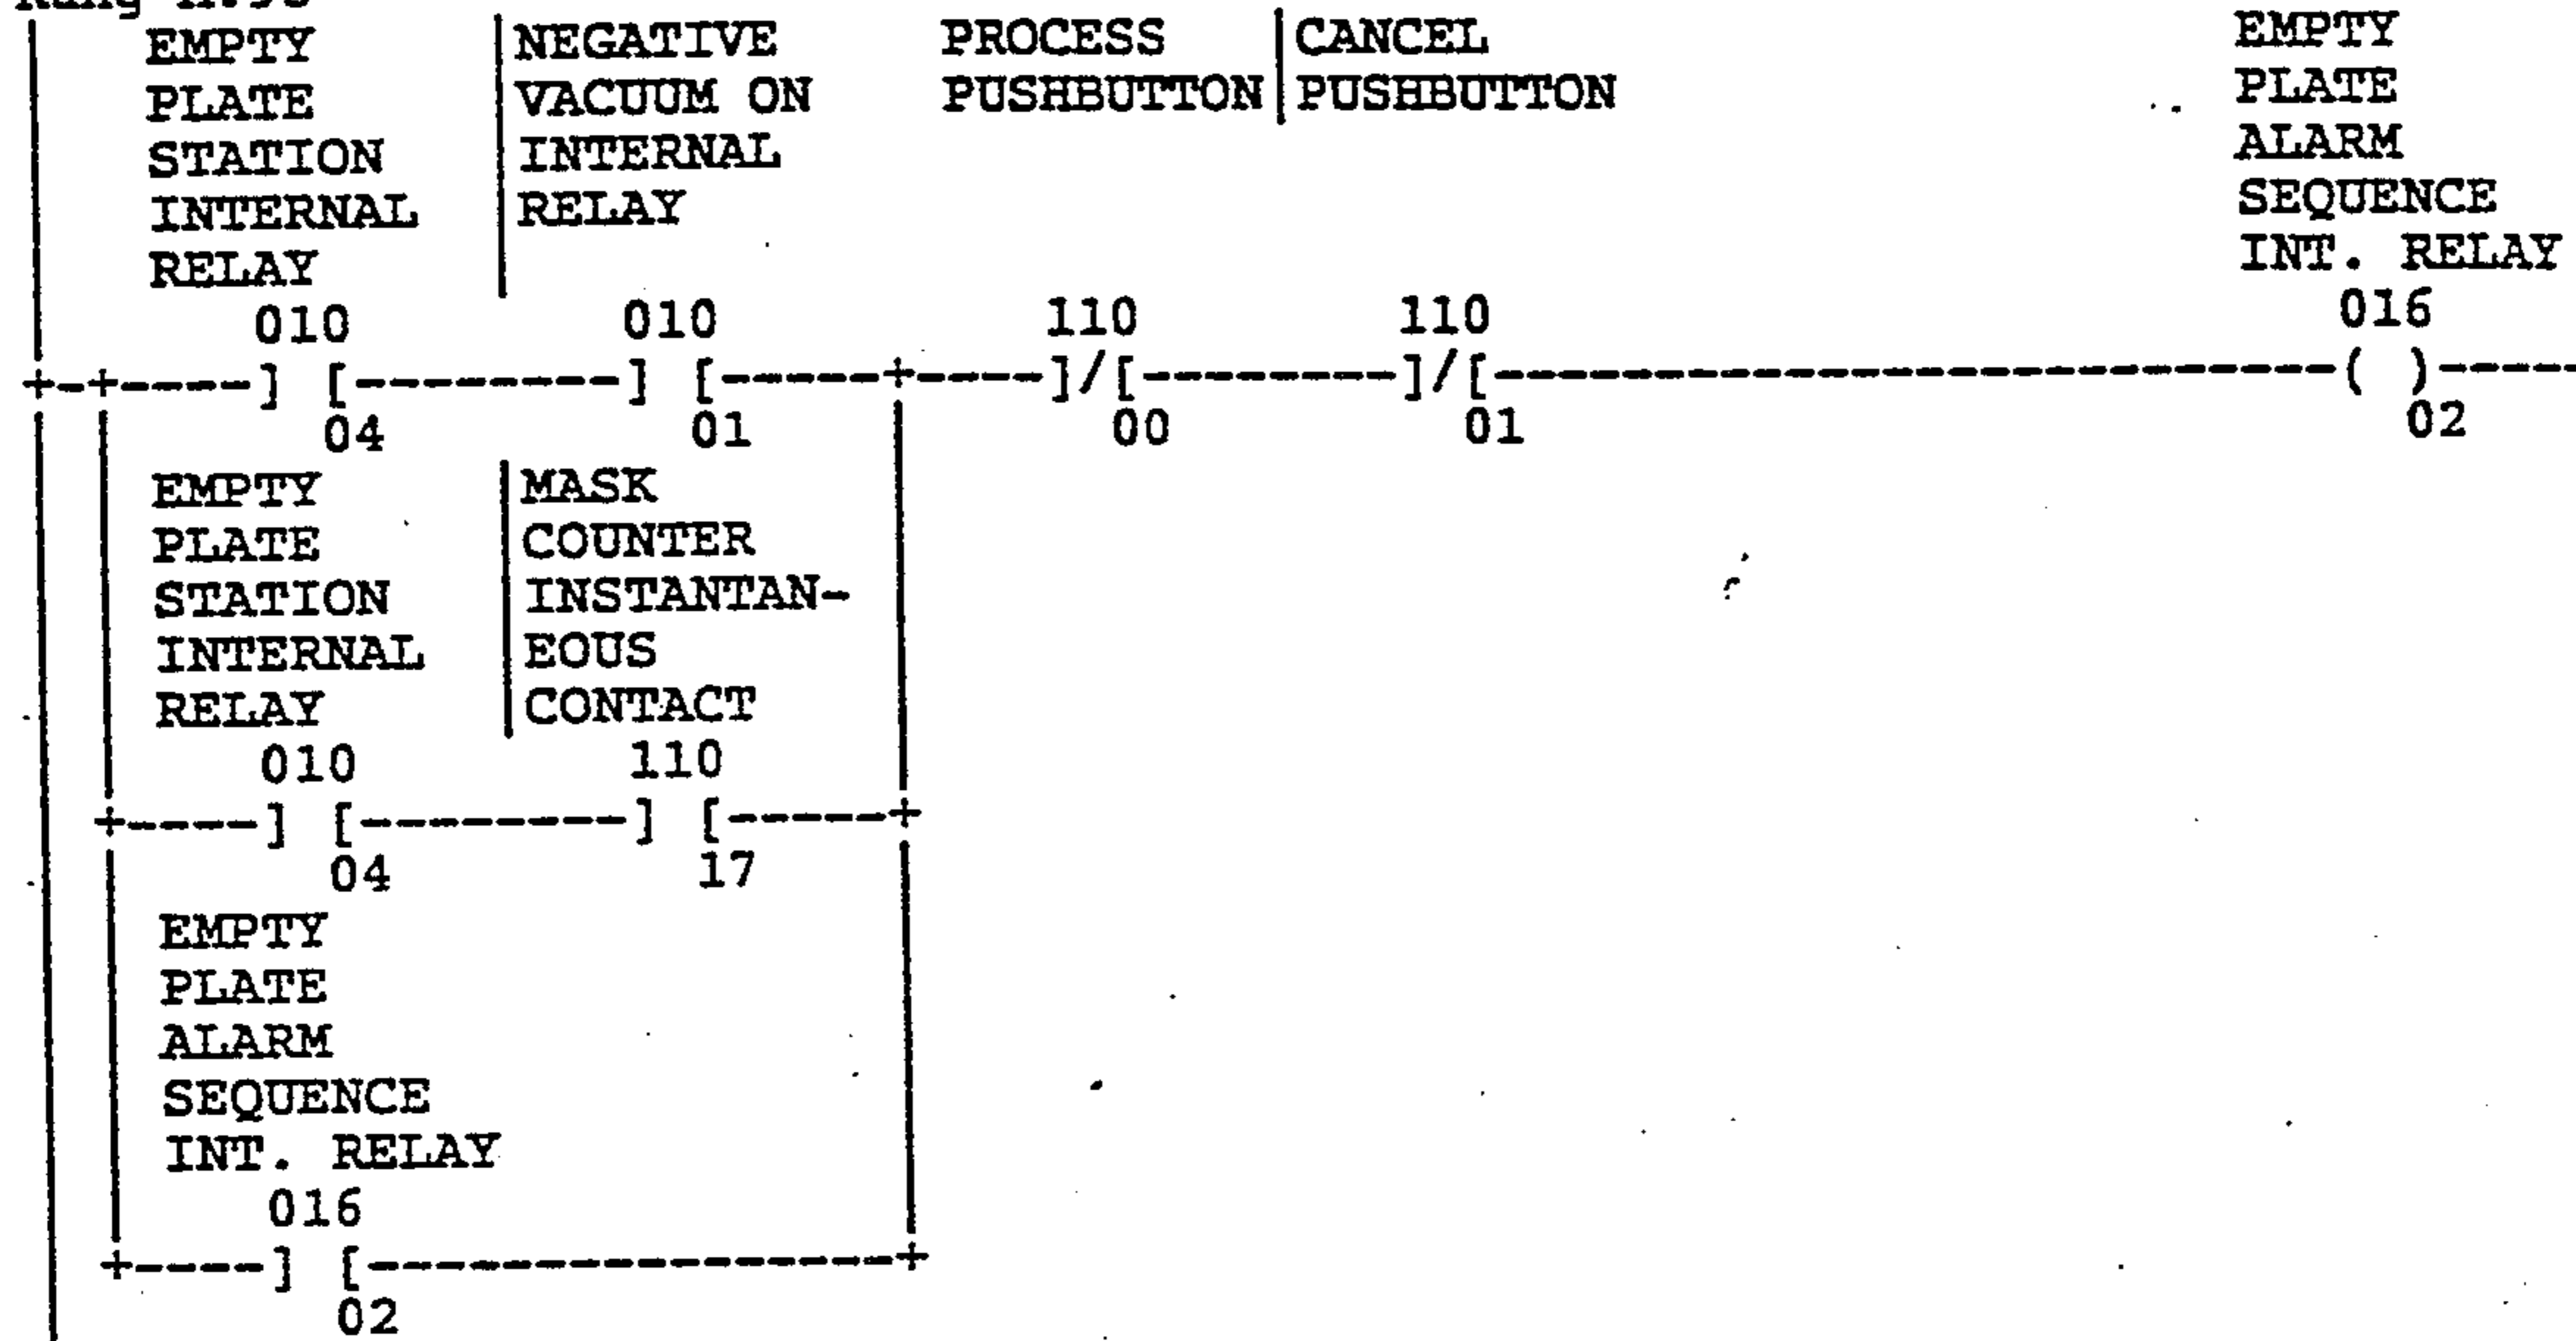 EMPTY NEGATIVE PROCESS CANCEL EMPTY
PLATE VACUUM ON PUSHBUTTON PUSHBUTTON PLATE
STATION INTERNAL ALARM
INTERNAL RELAY SEQUENCE
RELAY INT. RELAY
010 010 110 110 016
+-+-----] [---------] [------+-----]/[---------]/[------------------------------( )-----
04 01 00 01 02
EMPTY MASK
PLATE COUNTER
STATION INSTANTAN-
INTERNAL EOUS
RELAY CONTACT
010 110
+-----] [---------] [------+
04 17
EMPTY
PLATE
ALARM
SEQUENCE
INT. RELAY
016
+-----] [-------------------+
02